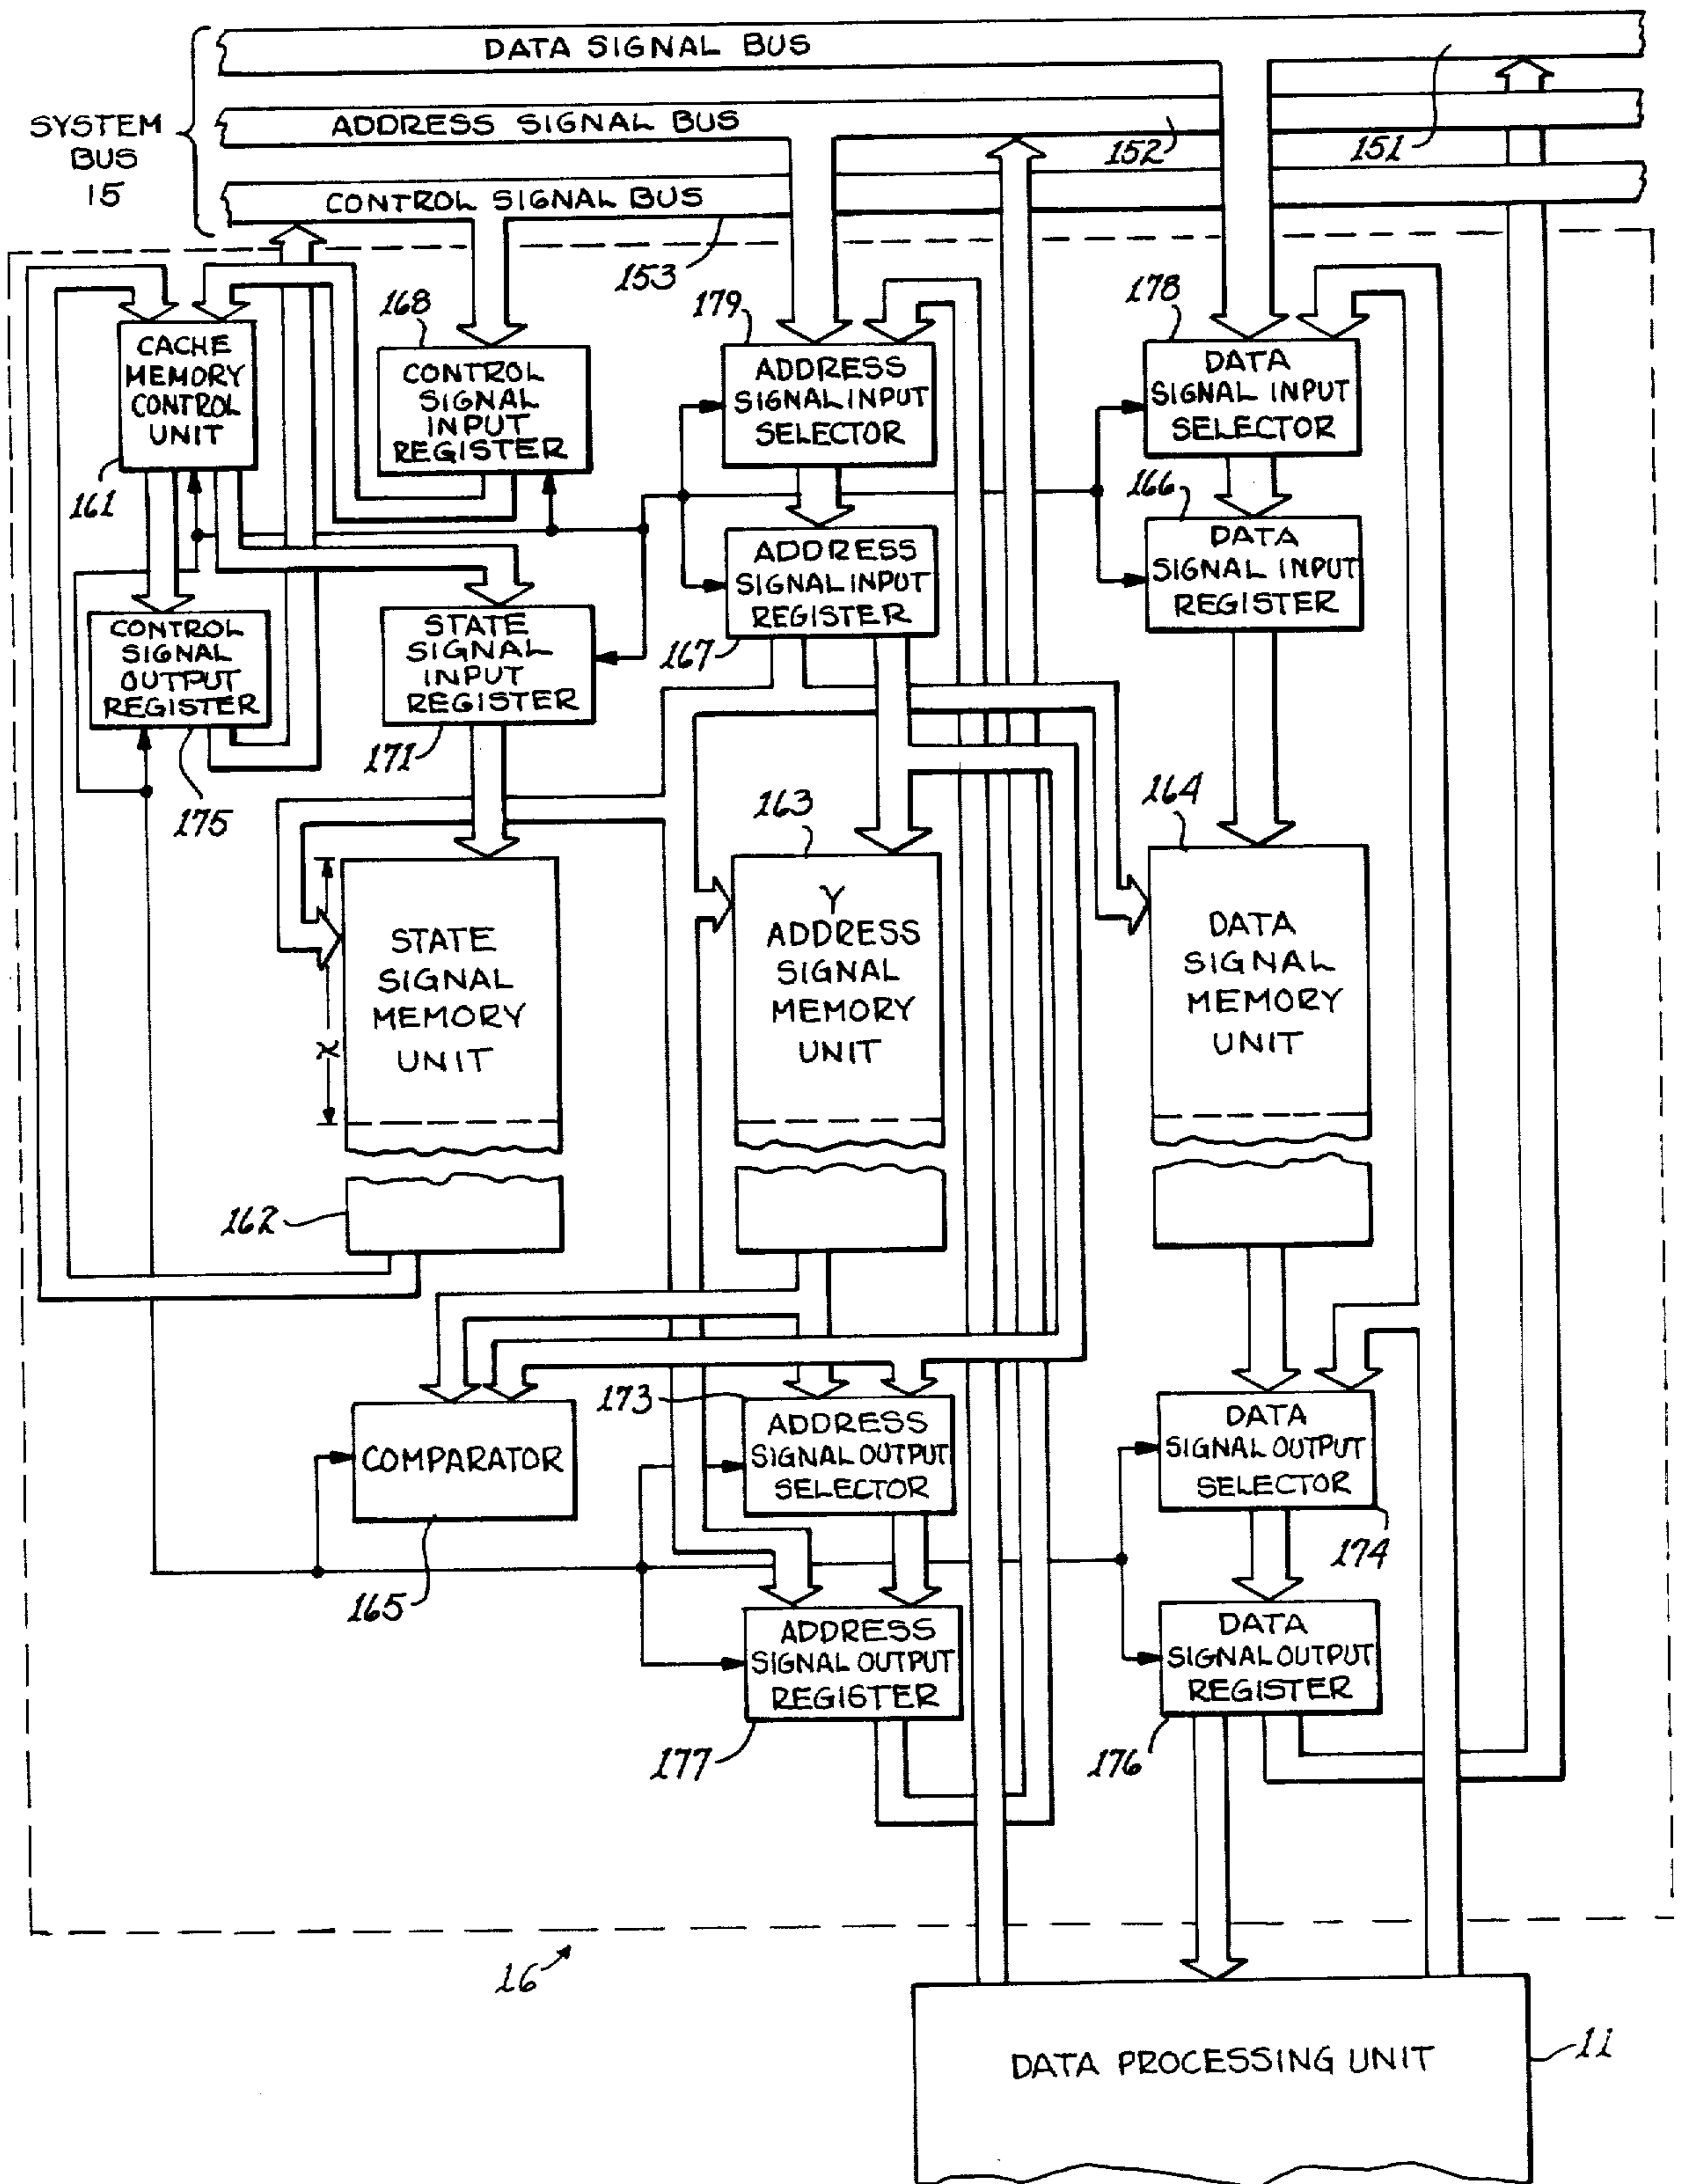 DATA SIGNAL BUS
SYSTEM
BUS
15
ADDRESS SIGNAL BUS
152
151
CONTROL SIGNAL BUS
153
168
179
178
CACHE
MEMORY
CONTROL
UNIT
161
CONTROL
SIGNAL
INPUT
REGISTER
ADDRESS
SIGNAL INPUT
SELECTOR
DATA
SIGNAL INPUT
SELECTOR
166
CONTROL
SIGNAL
OUTPUT
REGISTER
175
STATE
SIGNAL
INPUT
REGISTER
171
ADDRESS
SIGNAL INPUT
REGISTER
167
DATA
SIGNAL INPUT
REGISTER
163
164
X
STATE
SIGNAL
MEMORY
UNIT
Y
ADDRESS
SIGNAL
MEMORY
UNIT
DATA
SIGNAL
MEMORY
UNIT
162
173
COMPARATOR
165
ADDRESS
SIGNAL OUTPUT
SELECTOR
DATA
SIGNAL OUTPUT
SELECTOR
174
ADDRESS
SIGNAL OUTPUT
REGISTER
177
DATA
SIGNAL OUTPUT
REGISTER
176
16
DATA PROCESSING UNIT
11